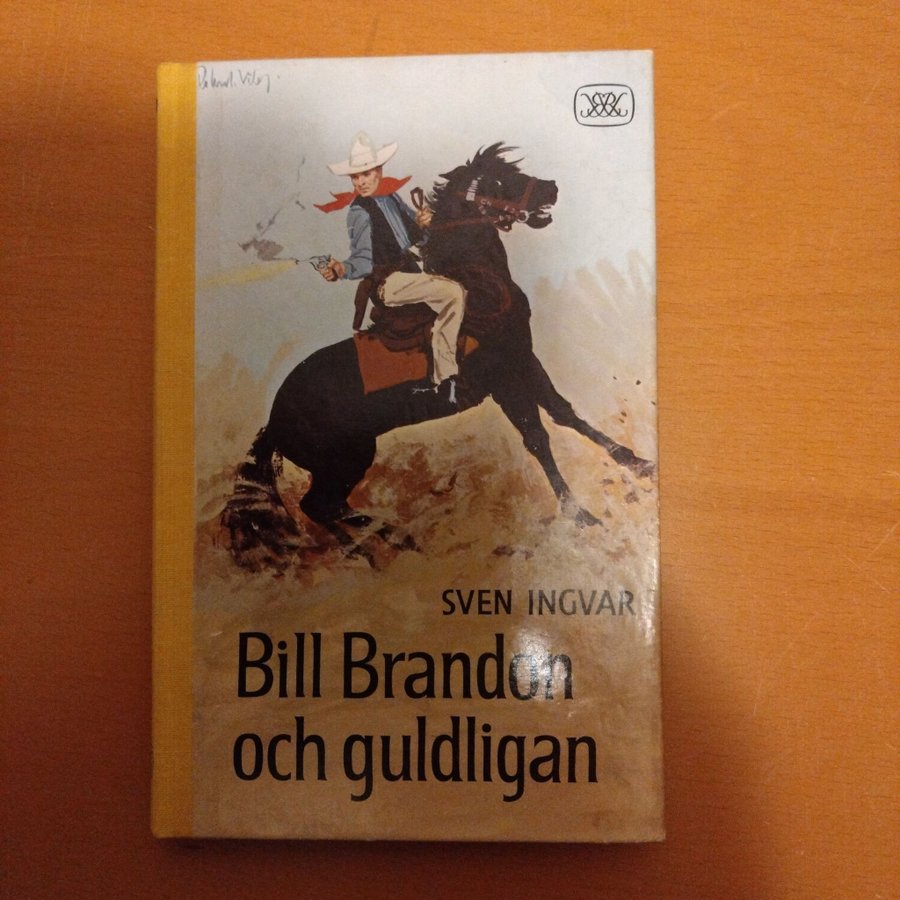 SVEN INGVAR
Bill Brandon
och guldligan